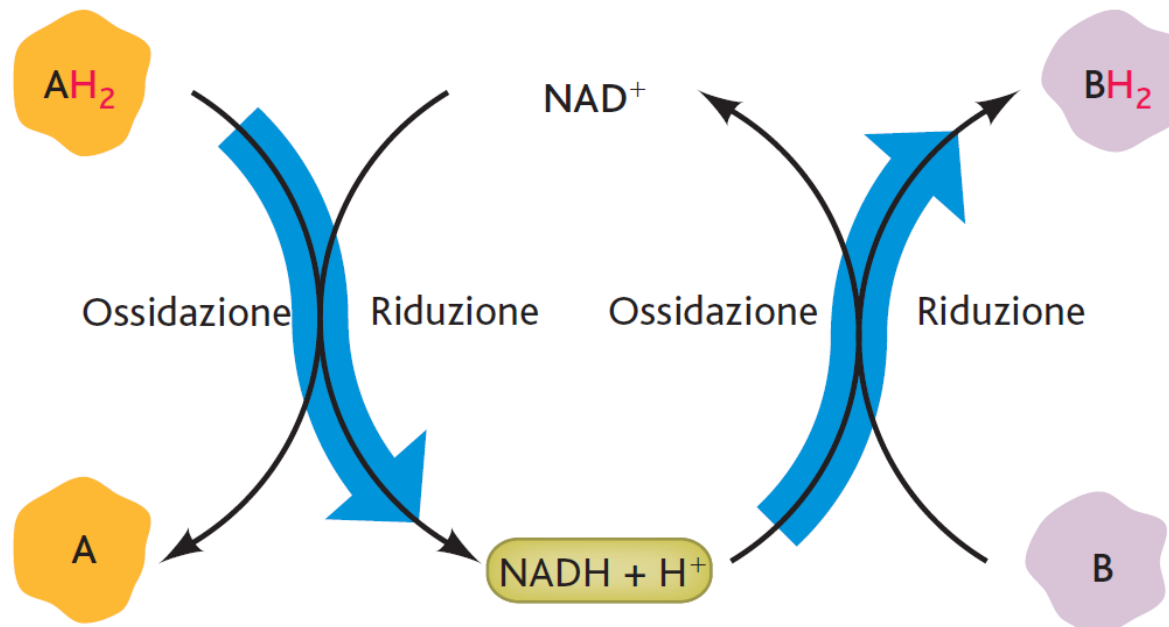 AH₂
NAD⁺
BH₂
Ossidazione
Riduzione
Ossidazione
Riduzione
A
NADH + H⁺
B